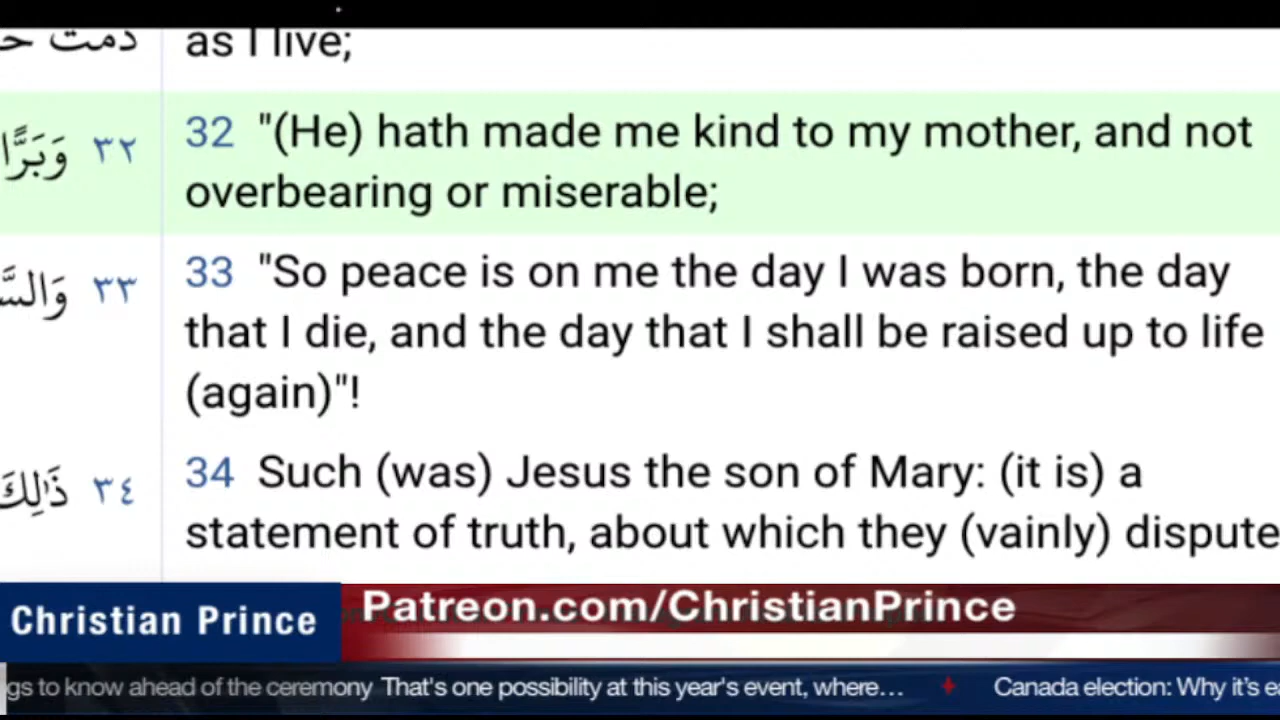 دمت
as I live;
٣٢ وَبَرًّا
32 "(He) hath made me kind to my mother, and not
overbearing or miserable;
٣٣
33 "So peace is on me the day I was born, the day
that I die, and the day that I shall be raised up to life
(again)"!
٣٤ ذَٰلِكَ
34 Such (was) Jesus the son of Mary: (it is) a
statement of truth, about which they (vainly) dispute
Christian Prince
Patreon.com/ChristianPrince
gs to know ahead of the ceremony That's one possibility at this year's event, where... Canada election: Why it's